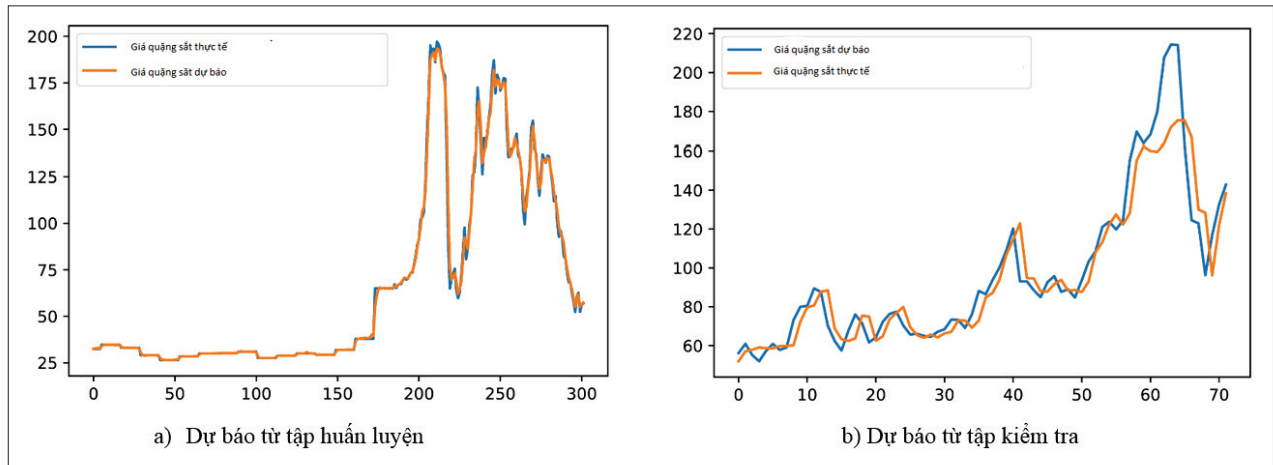 200
175
150
125
100
75
50
25
Giá quặng sắt thực tế
Giá quặng sắt dự báo
0 50 100 150 200 250 300
a) Dự báo từ tập huấn luyện
220
200
180
160
140
120
100
80
60
Giá quặng sắt dự báo
Giá quặng sắt thực tế
0 10 20 30 40 50 60 70
b) Dự báo từ tập kiểm tra